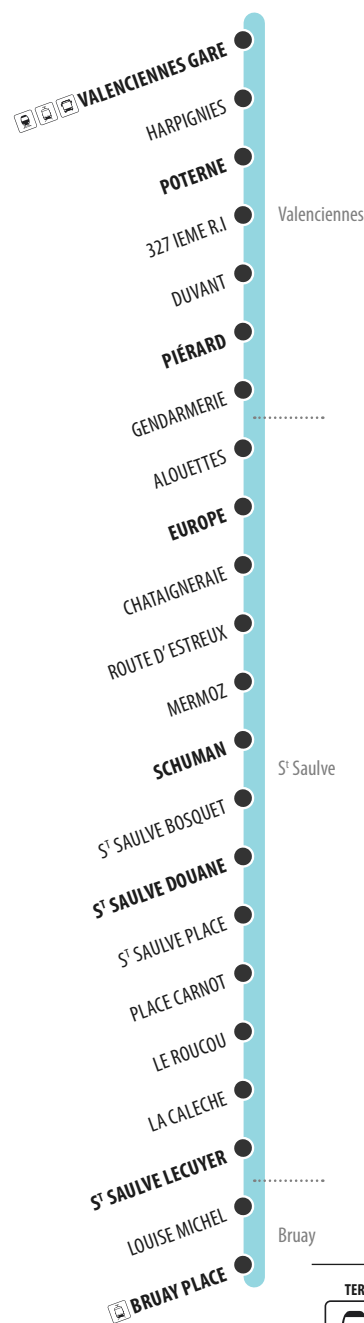 VALENCIENNES GARE
HARPIGNIES
POTERNE
327 IEME R.I
Valenciennes
DUVANT
PIÉRARD
GENDARMERIE
ALOUETTES
EUROPE
CHATAIGNERAIE
ROUTE D' ESTREUX
MERMOZ
SCHUMAN
Sᵗ Saulve
Sᵀ SAULVE BOSQUET
Sᵀ SAULVE DOUANE
Sᵀ SAULVE PLACE
PLACE CARNOT
LE ROUCOU
LA CALECHE
Sᵀ SAULVE LECUYER
LOUISE MICHEL
Bruay
BRUAY PLACE
TER